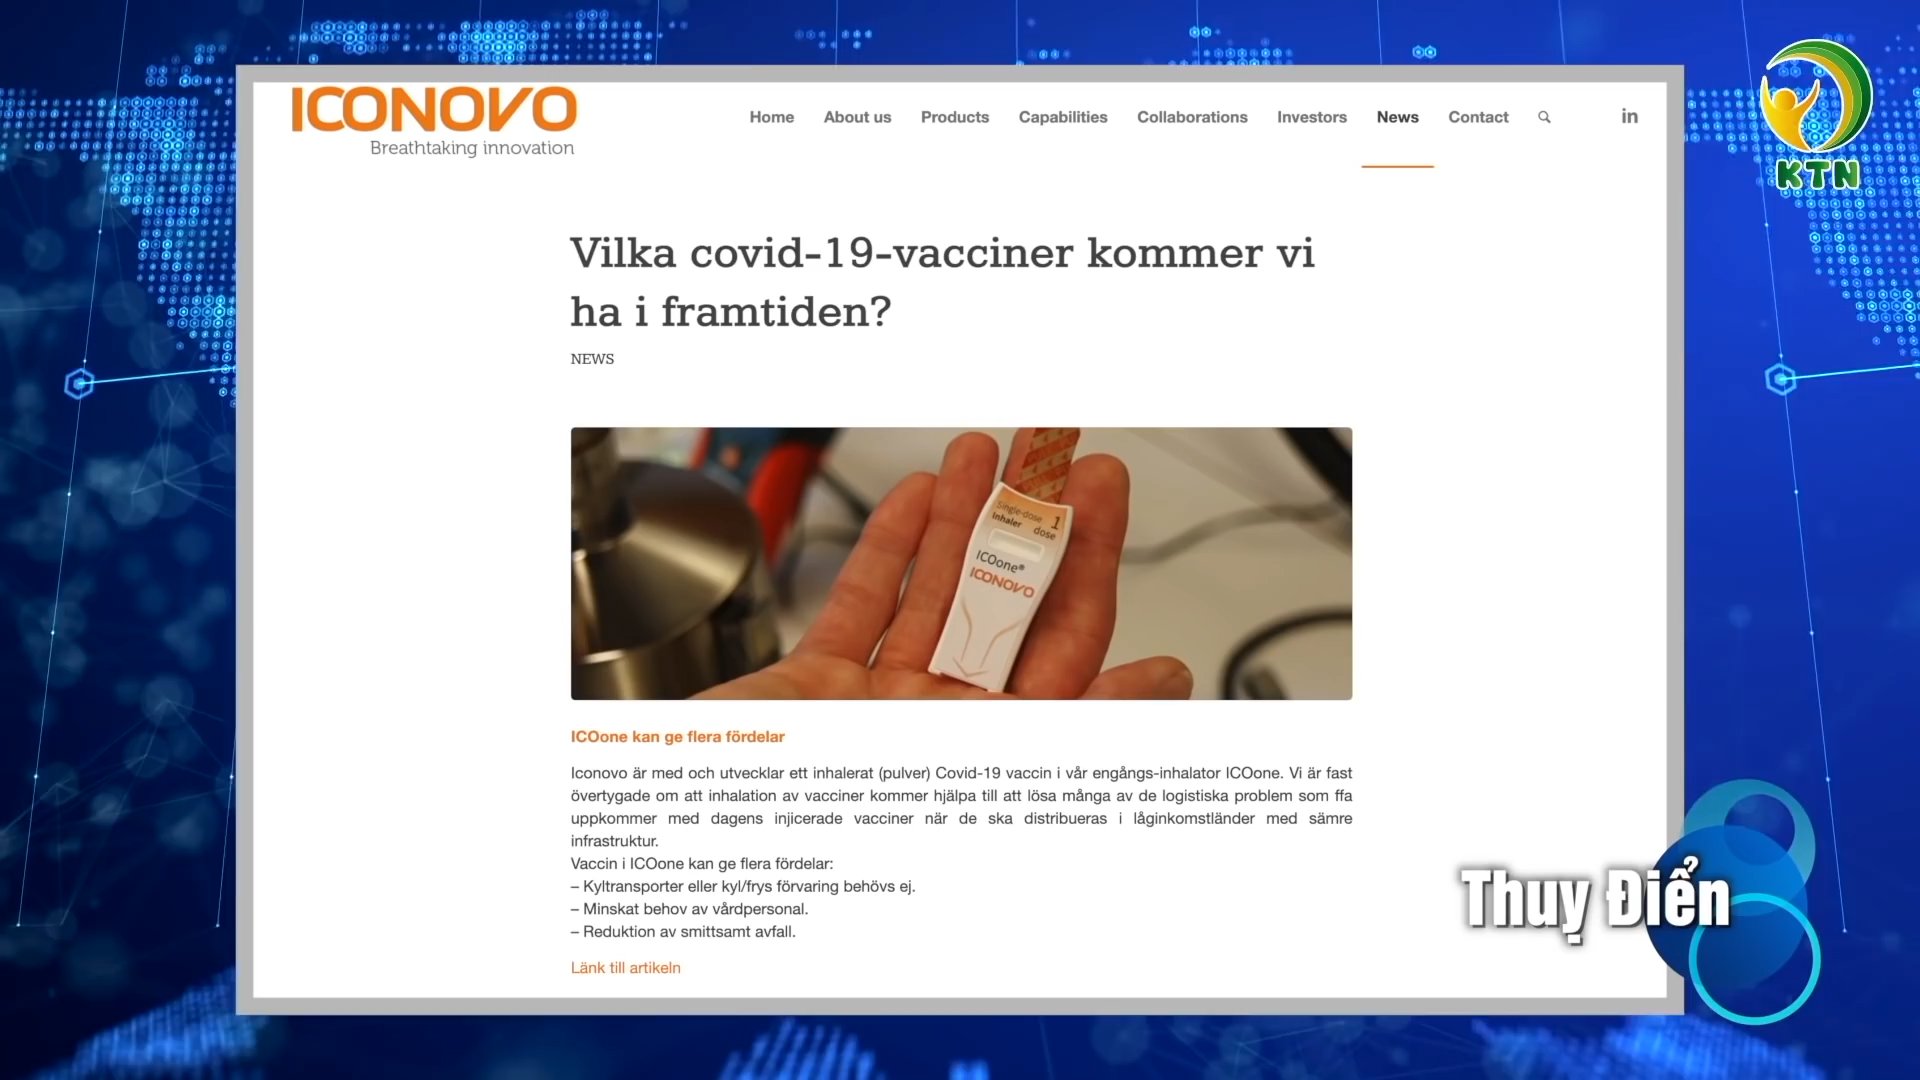 ICONOVO
Breathtaking innovation
Home About us Products Capabilities Collaborations Investors News Contact in
KTN
Vilka covid-19-vacciner kommer vi
ha i framtiden?
NEWS
Single-dose
Inhaler 1
dose
ICOone®
ICONOVO
ICOone kan ge flera fördelar
Iconovo är med och utvecklar ett inhalerat (pulver) Covid-19 vaccin i vår engångs-inhalator ICOone. Vi är fast
övertygade om att inhalation av vacciner kommer hjälpa till att lösa många av de logistiska problem som ffa
uppkommer med dagens injicerade vacciner när de ska distribueras i låginkomstländer med sämre
infrastruktur.
Vaccin i ICOone kan ge flera fördelar:
– Kyltransporter eller kyl/frys förvaring behövs ej.
– Minskat behov av vårdpersonal.
– Reduktion av smittsamt avfall.
Länk till artikeln
Thuỵ Điển